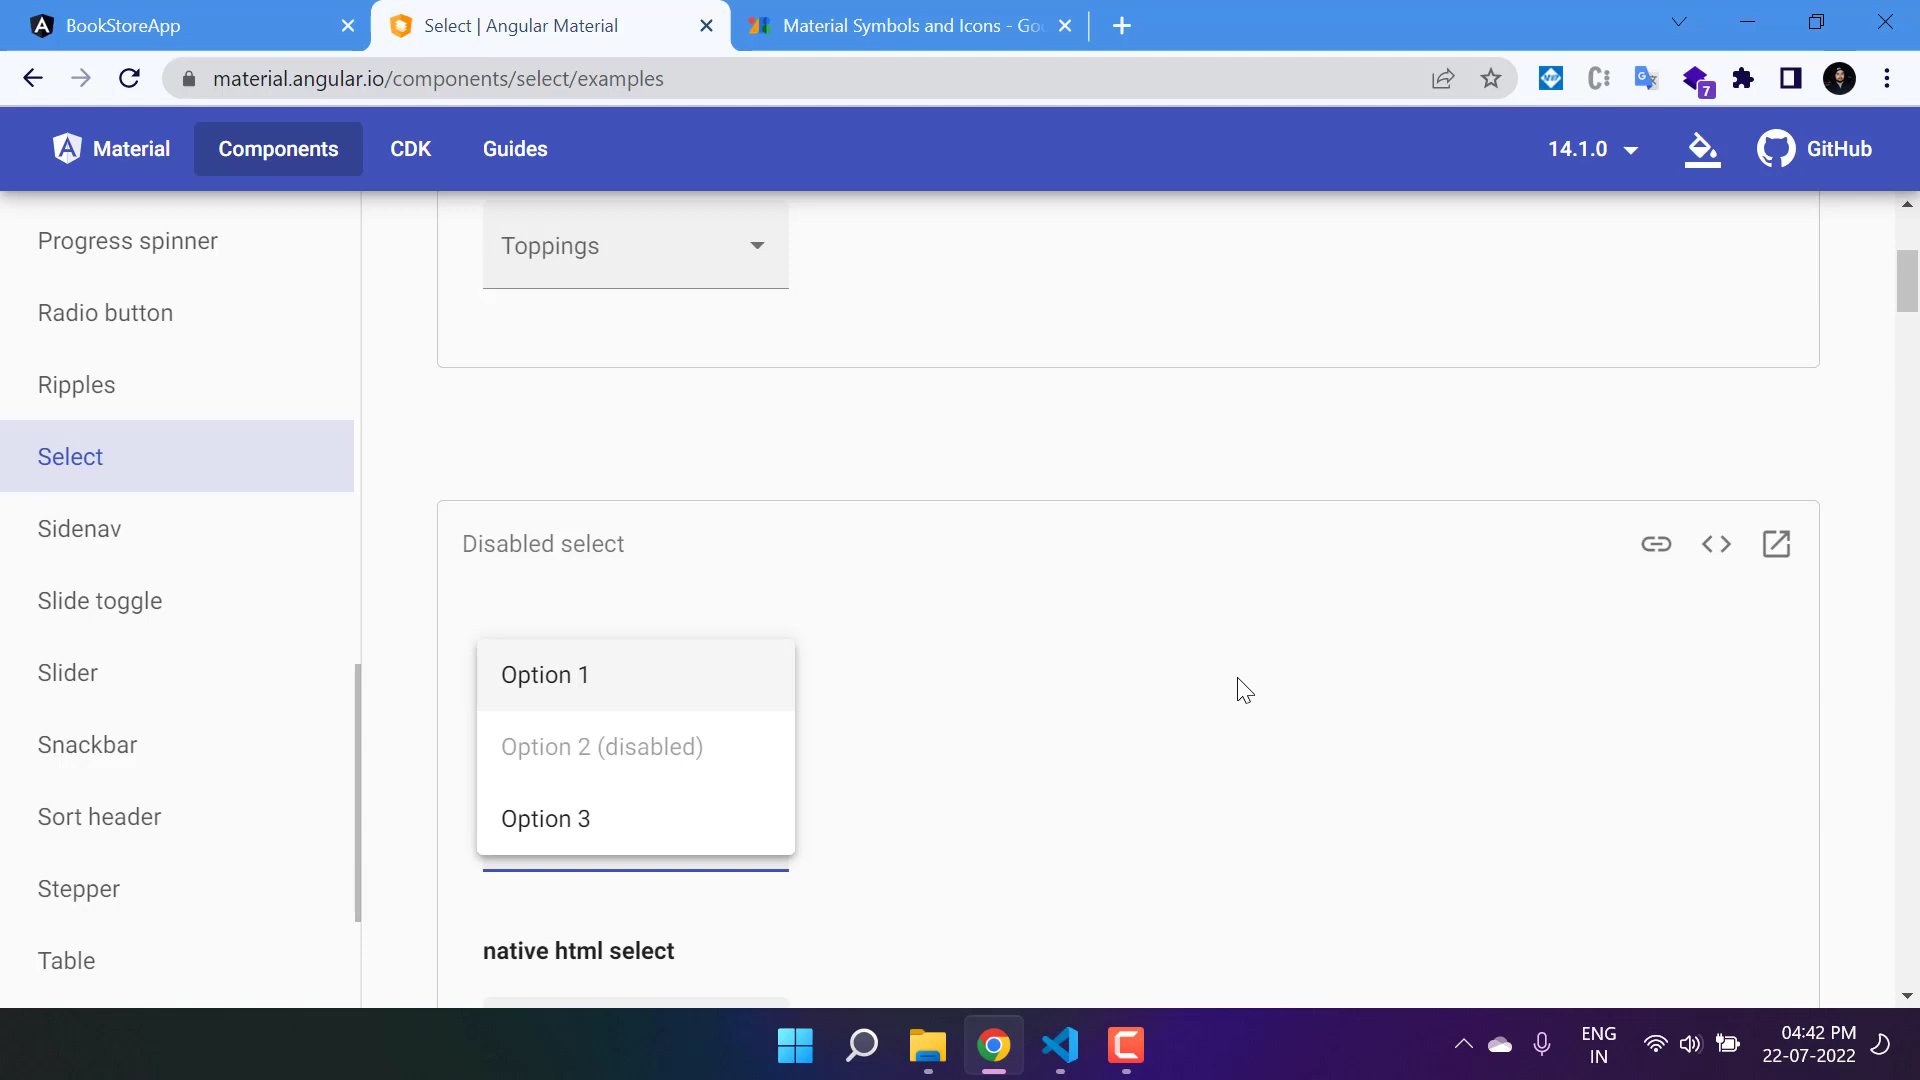 BookStoreApp
Select | Angular Material
Material Symbols and Icons - Go
material.angular.io/components/select/examples
7
Material
Components
CDK
Guides
14.1.0
GitHub
Progress spinner
Radio button
Ripples
Select
Sidenav
Slide toggle
Slider
Snackbar
Sort header
Stepper
Table
Toppings
Disabled select
Option 1
Option 2 (disabled)
Option 3
native html select
ENG
IN
04:42 PM
22-07-2022